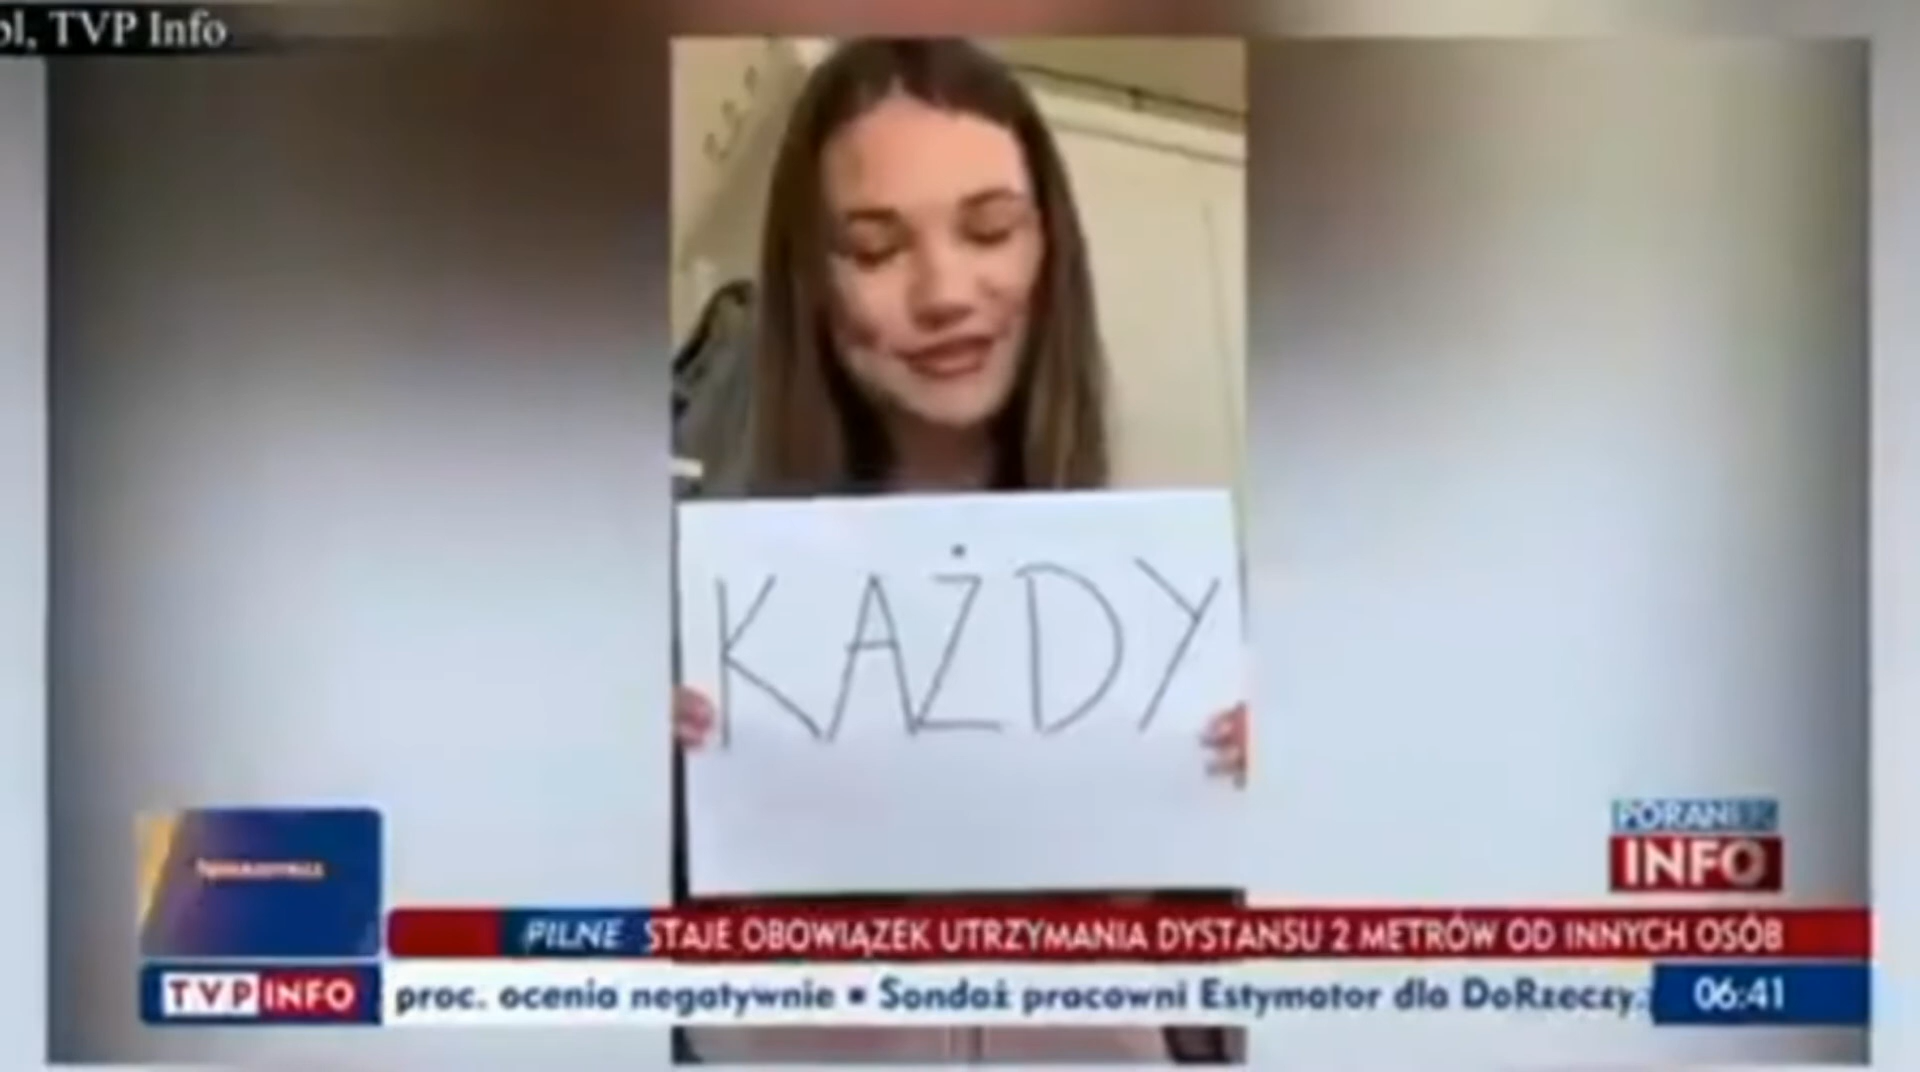 pl, TVP Info
KAŻDY
PORANEK
INFO
PILNE STAJE OBOWIĄZEK UTRZYMANIA DYSTANSU 2 METRÓW OD INNYCH OSÓB
TVP INFO proc. ocenia negatywnie ▪ Sondaż pracowni Estymator dla DoRzeczy. 06:41